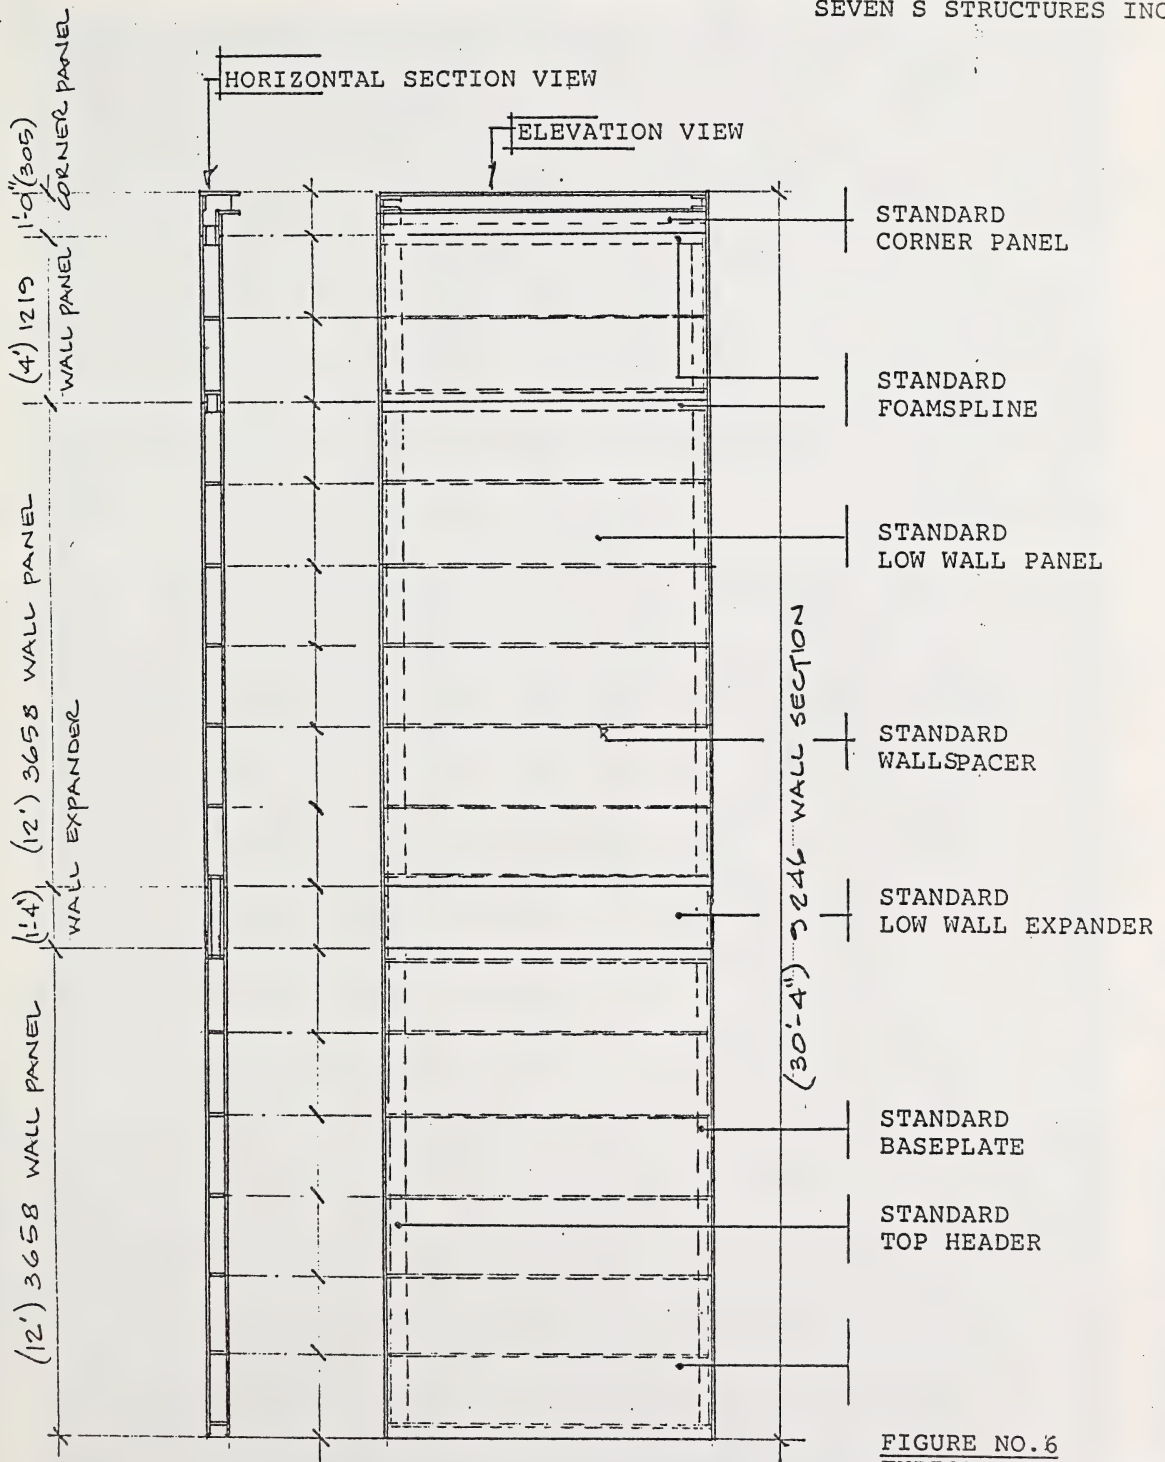 SEVEN S STRUCTURES INC
HORIZONTAL SECTION VIEW
ELEVATION VIEW
1'-0"(305)
CORNER PANEL
(4') 1219
WALL PANEL
(12') 3658 WALL PANEL
(1'-4")
WALL EXPANDER
(12') 3658 WALL PANEL
(30'-4") 9246 WALL SECTION
STANDARD
CORNER PANEL
STANDARD
FOAMSPLINE
STANDARD
LOW WALL PANEL
STANDARD
WALLSPACER
STANDARD
LOW WALL EXPANDER
STANDARD
BASEPLATE
STANDARD
TOP HEADER
FIGURE NO.6